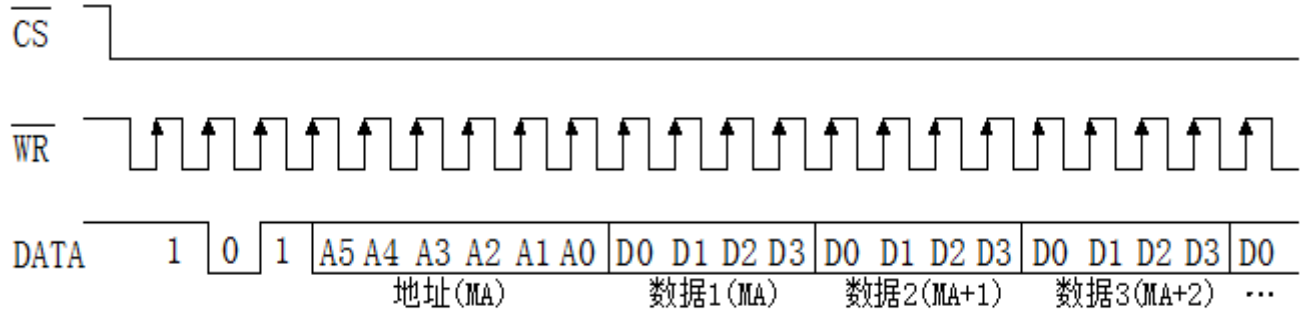 CS
WR
DATA 1 0 1 A5 A4 A3 A2 A1 A0 D0 D1 D2 D3 D0 D1 D2 D3 D0 D1 D2 D3 D0
地址(MA) 数据1(MA) 数据2(MA+1) 数据3(MA+2) …